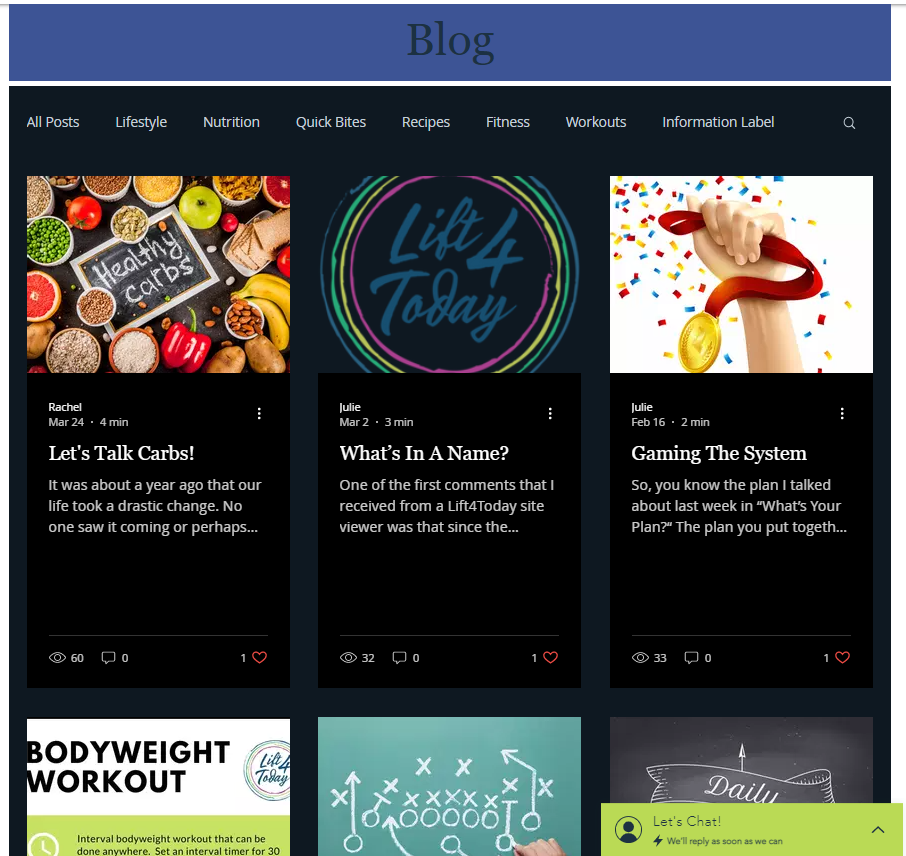 Blog
All Posts Lifestyle Nutrition Quick Bites Recipes Fitness Workouts Information Label
Healthy
carbs
Lift 4
Today
Rachel
Mar 24 · 4 min
Let's Talk Carbs!
It was about a year ago that our
life took a drastic change. No
one saw it coming or perhaps...
60 0 1
Julie
Mar 2 · 3 min
What’s In A Name?
One of the first comments that I
received from a Lift4Today site
viewer was that since the...
32 0 1
Julie
Feb 16 · 2 min
Gaming The System
So, you know the plan I talked
about last week in “What’s Your
Plan?“ The plan you put togeth...
33 0 1
BODYWEIGHT
WORKOUT
Lift 4
Today
Interval bodyweight workout that can be
done anywhere. Set an interval timer for 30
Daily
Let's Chat!
We'll reply as soon as we can